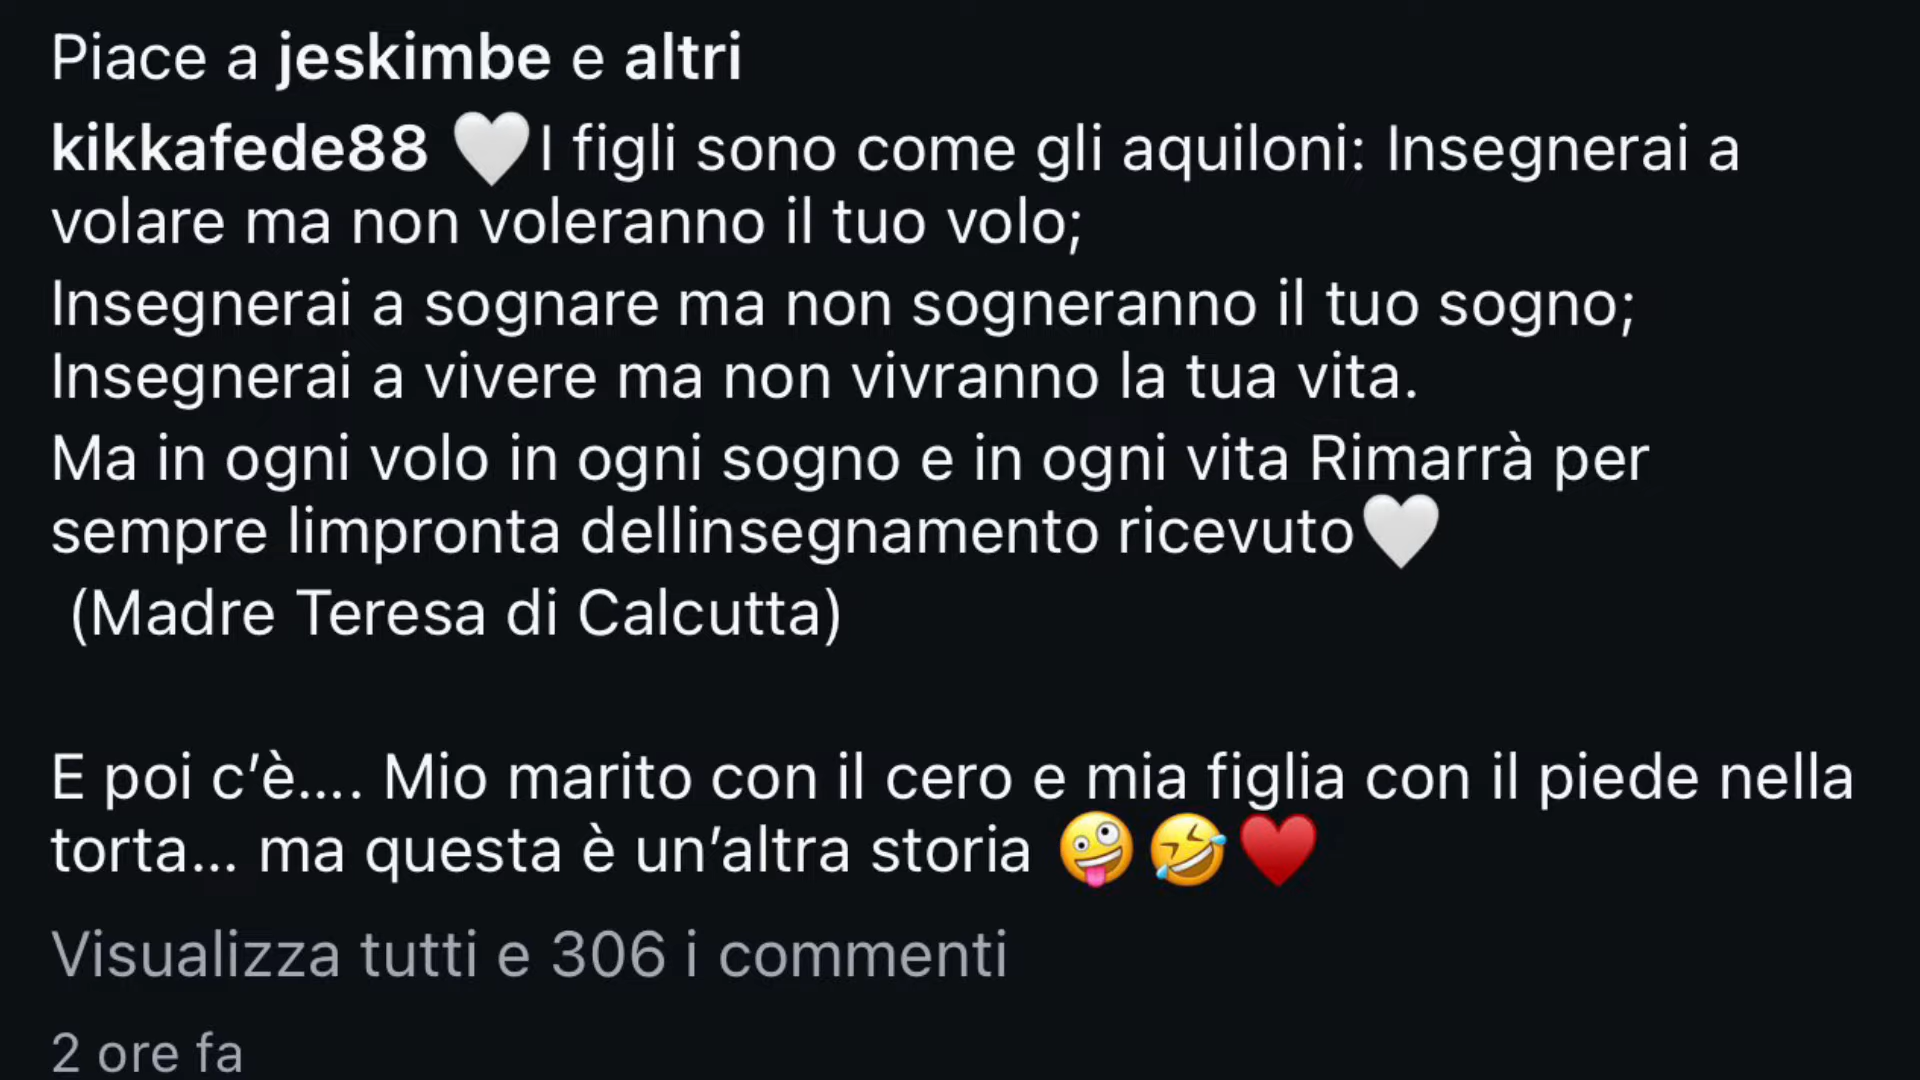 Piace a jeskimbe e altri
kikkafede88 🤍I figli sono come gli aquiloni: Insegnerai a
volare ma non voleranno il tuo volo;
Insegnerai a sognare ma non sogneranno il tuo sogno;
Insegnerai a vivere ma non vivranno la tua vita.
Ma in ogni volo in ogni sogno e in ogni vita Rimarrà per
sempre limpronta dellinsegnamento ricevuto🤍
(Madre Teresa di Calcutta)
E poi c’è…. Mio marito con il cero e mia figlia con il piede nella
torta… ma questa è un’altra storia 🤪🤣♥️
Visualizza tutti e 306 i commenti
2 ore fa